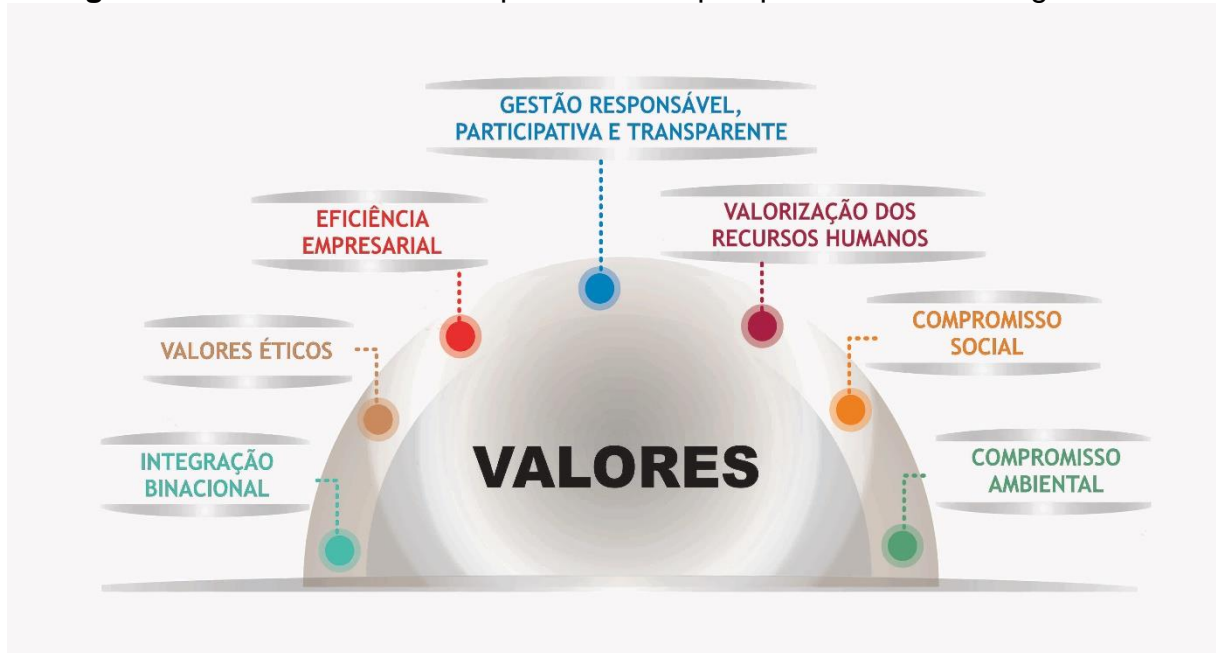 GESTÃO RESPONSÁVEL,
PARTICIPATIVA E TRANSPARENTE
EFICIÊNCIA
EMPRESARIAL
VALORIZAÇÃO DOS
RECURSOS HUMANOS
VALORES ÉTICOS
COMPROMISSO
SOCIAL
INTEGRAÇÃO
BINACIONAL
COMPROMISSO
AMBIENTAL
VALORES